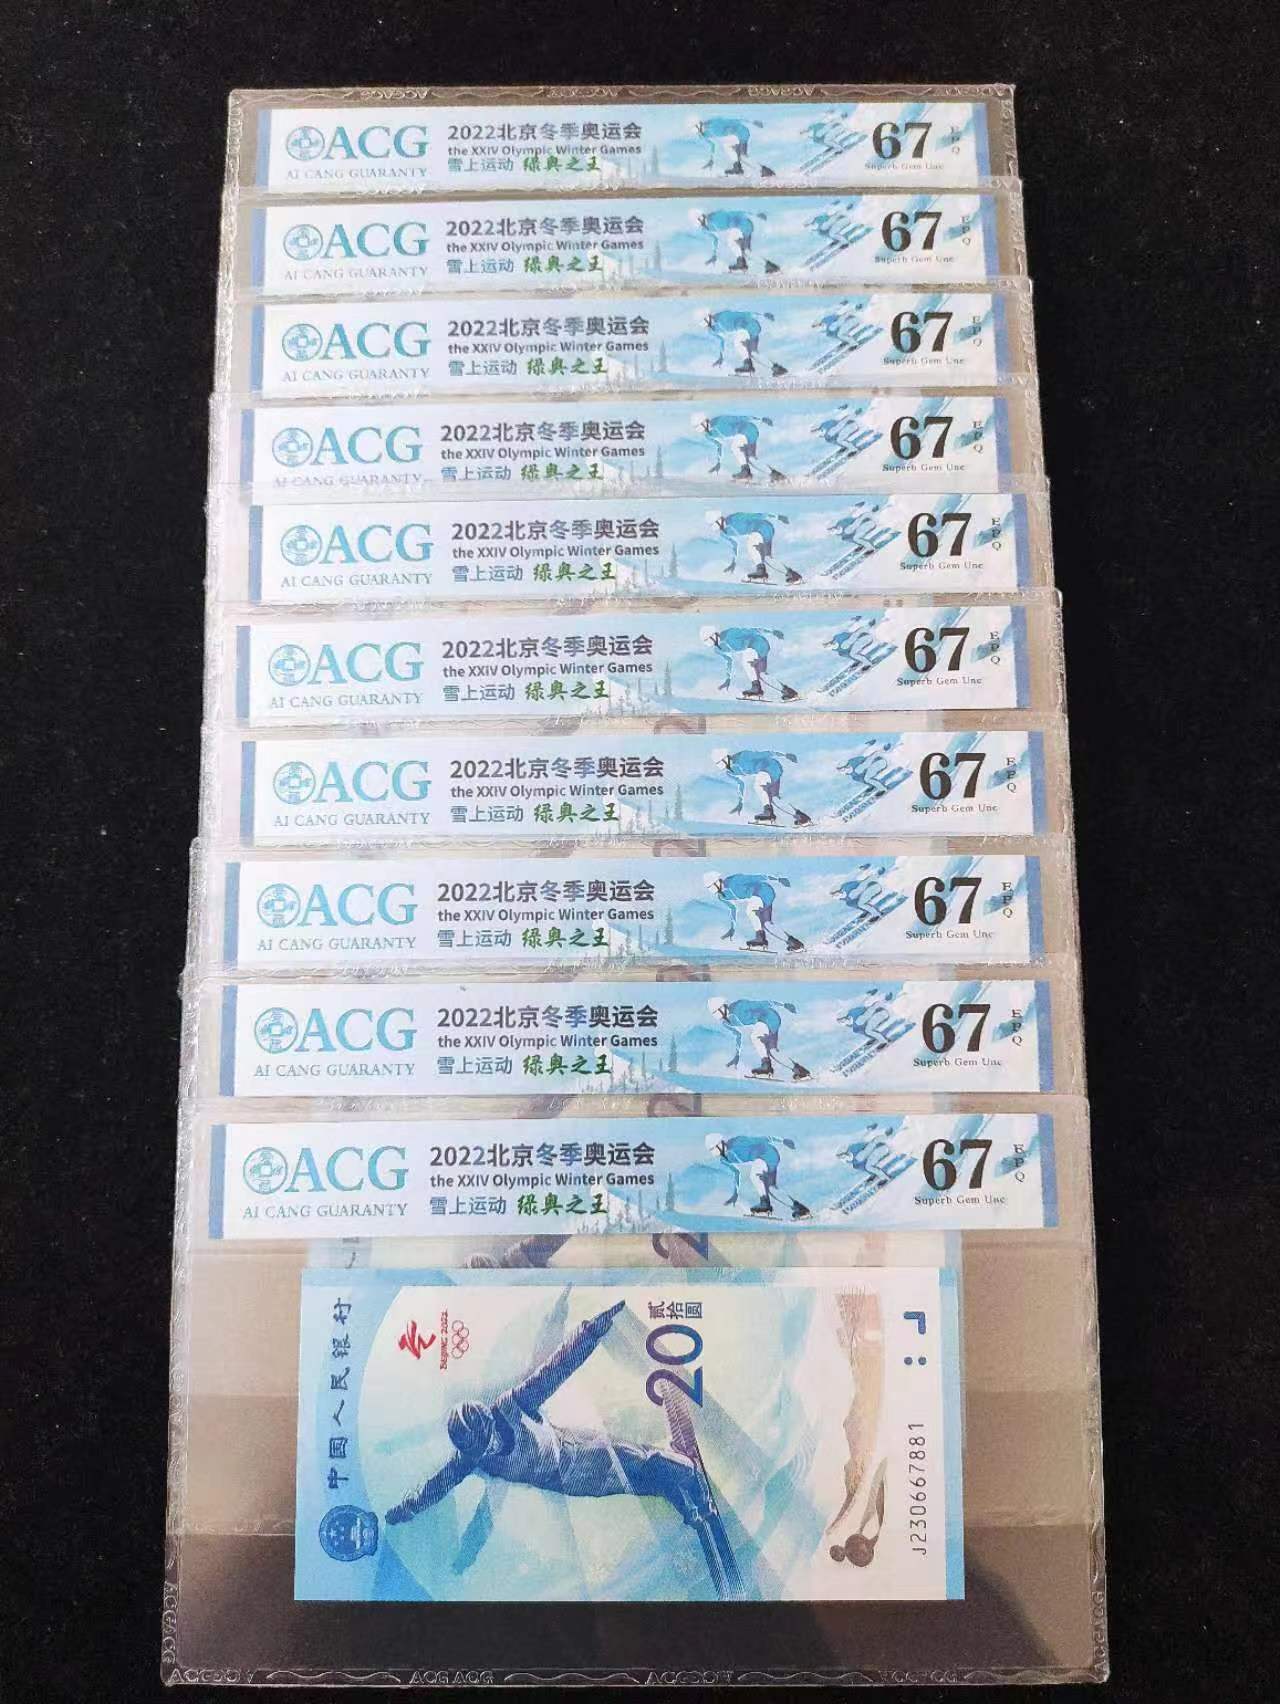 ACG 2022北京冬季奥运会 67 EPQ
the XXIV Olympic Winter Games Superb Gem Unc
AI CANG GUARANTY 雪上运动 绿奥之王
ACG 2022北京冬季奥运会 67 EPQ
the XXIV Olympic Winter Games Superb Gem Unc
AI CANG GUARANTY 雪上运动 绿奥之王
ACG 2022北京冬季奥运会 67 EPQ
the XXIV Olympic Winter Games Superb Gem Unc
AI CANG GUARANTY 雪上运动 绿奥之王
ACG 2022北京冬季奥运会 67 EPQ
the XXIV Olympic Winter Games Superb Gem Unc
AI CANG GUARANTY 雪上运动 绿奥之王
ACG 2022北京冬季奥运会 67 EPQ
the XXIV Olympic Winter Games Superb Gem Unc
AI CANG GUARANTY 雪上运动 绿奥之王
ACG 2022北京冬季奥运会 67 EPQ
the XXIV Olympic Winter Games Superb Gem Unc
AI CANG GUARANTY 雪上运动 绿奥之王
ACG 2022北京冬季奥运会 67 EPQ
the XXIV Olympic Winter Games Superb Gem Unc
AI CANG GUARANTY 雪上运动 绿奥之王
ACG 2022北京冬季奥运会 67 EPQ
the XXIV Olympic Winter Games Superb Gem Unc
AI CANG GUARANTY 雪上运动 绿奥之王
ACG 2022北京冬季奥运会 67 EPQ
the XXIV Olympic Winter Games Superb Gem Unc
AI CANG GUARANTY 雪上运动 绿奥之王
ACG 2022北京冬季奥运会 67 EPQ
the XXIV Olympic Winter Games Superb Gem Unc
AI CANG GUARANTY 雪上运动 绿奥之王
中国人民银行
BEIJING 2022
贰拾圆
20
J230667881
ACG ACG